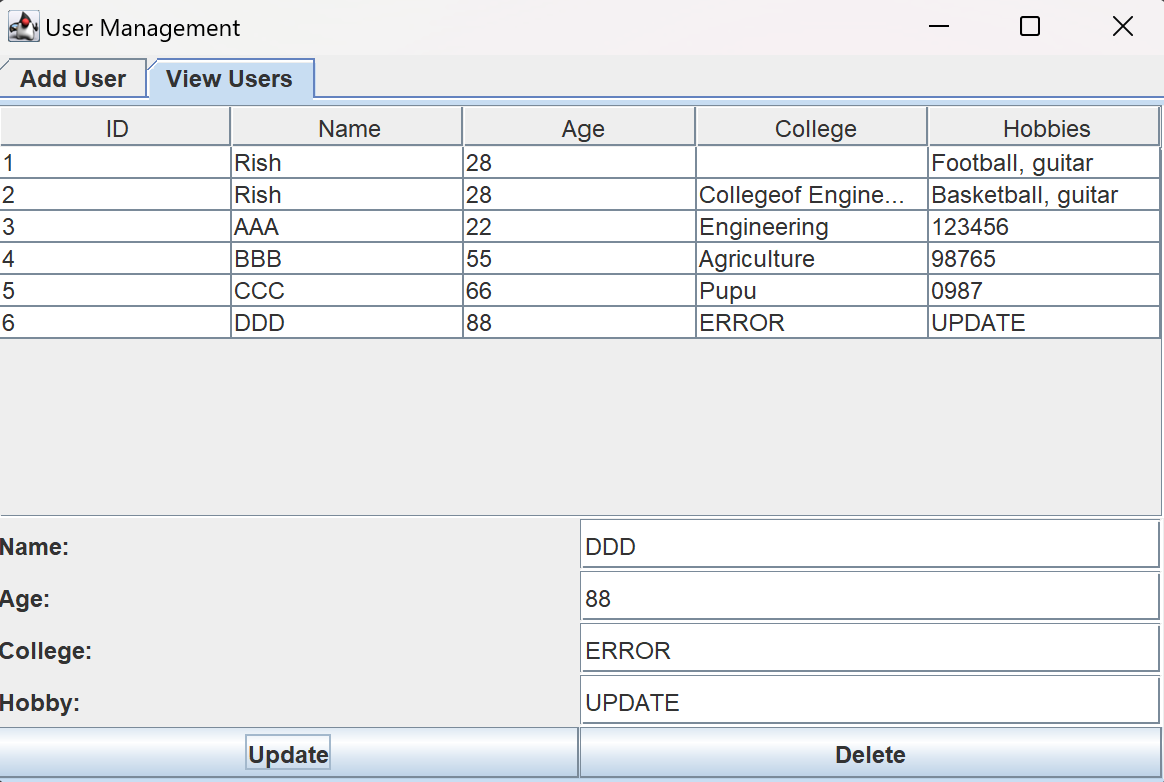 User Management
Add User View Users
ID Name Age College Hobbies
1 Rish 28 Football, guitar
2 Rish 28 Collegeof Engine... Basketball, guitar
3 AAA 22 Engineering 123456
4 BBB 55 Agriculture 98765
5 CCC 66 Pupu 0987
6 DDD 88 ERROR UPDATE
Name: DDD
Age: 88
College: ERROR
Hobby: UPDATE
Update Delete